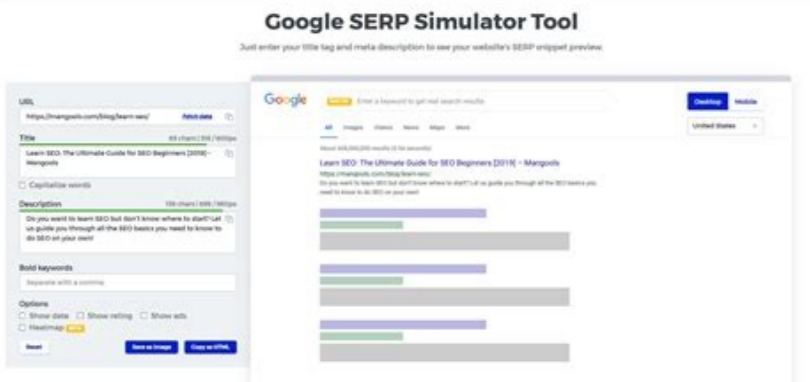 Google SERP Simulator Tool
Just enter your title tag and meta description to see your website's SERP snippet preview.
URL
https://mangools.com/blog/learn-seo/ Fetch data
Title
Learn SEO: The Ultimate Guide for SEO Beginners [2019] –
Mangools
Capitalize words
Description
Do you want to learn SEO but don't know where to start? Let
us guide you through all the SEO basics you need to know to
do SEO on your own!
Bold keywords
Separate with a comma
Options
Show date Show rating Show ads
Heatmap
Reset Save as image Copy as HTML
Google
Enter a keyword to get real search results
Desktop Mobile
All Images Videos News Maps More
United States
Learn SEO: The Ultimate Guide for SEO Beginners [2019] – Mangools
https://mangools.com/blog/learn-seo/
Do you want to learn SEO but don't know where to start? Let us guide you through all the SEO basics you
need to know to do SEO on your own!